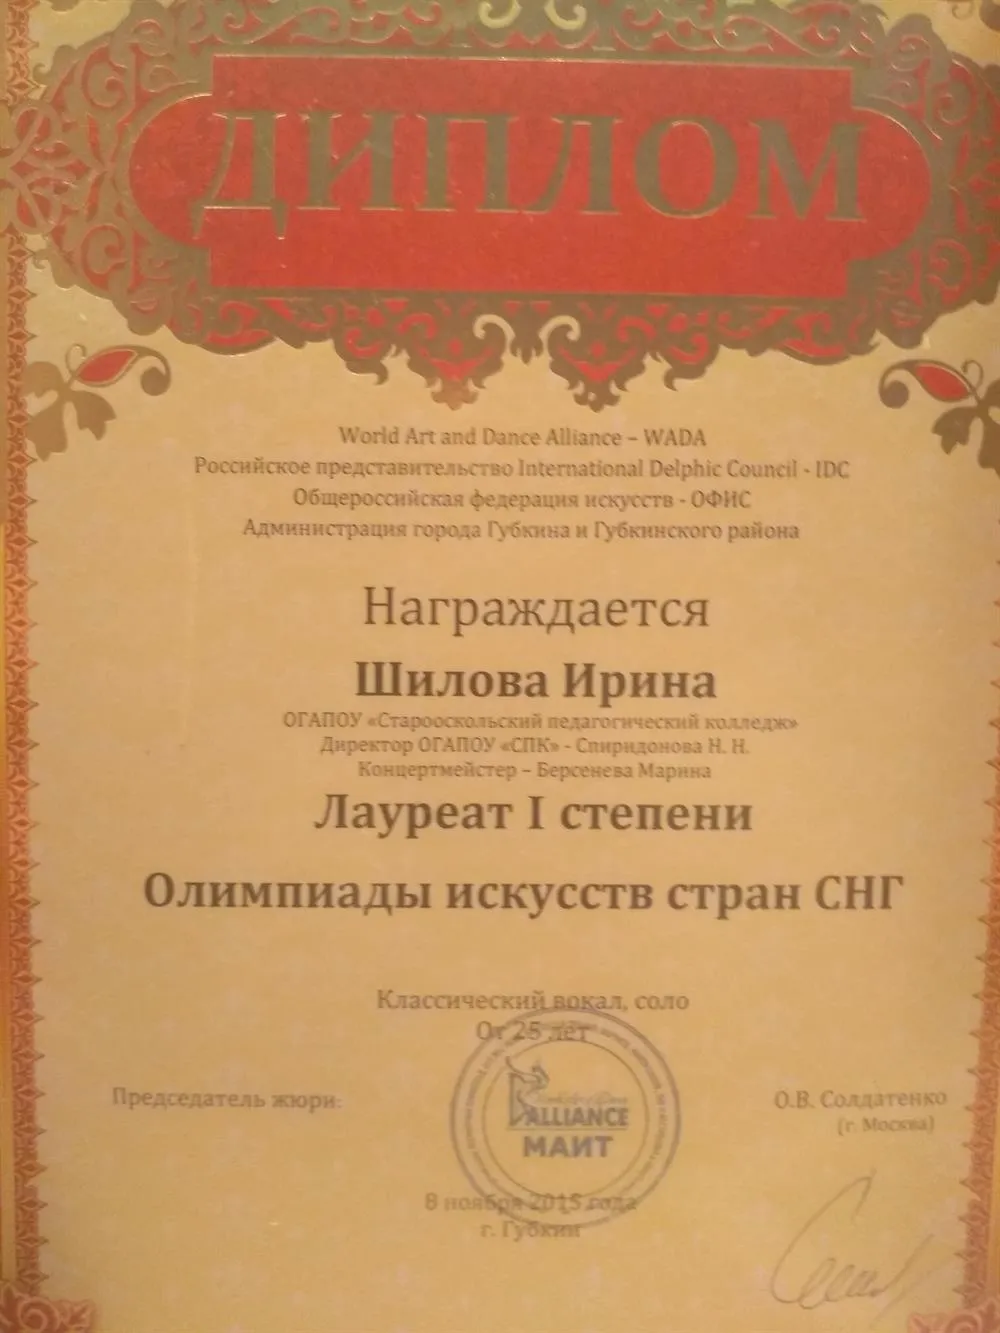 ДИПЛОМ
World Art and Dance Alliance – WADA
Российское представительство International Delphic Council - IDC
Общероссийская федерация искусств - ОФИС
Администрация города Губкина и Губкинского района
Награждается
Шилова Ирина
ОГАПОУ «Старооскольский педагогический колледж»
Директор ОГАПОУ «СПК» - Спиридонова Н. Н.
Концертмейстер – Берсенева Марина
Лауреат I степени
Олимпиады искусств стран СНГ
Классический вокал, соло
От 25 лет
Председатель жюри:
О.В. Солдатенко
(г. Москва)
ALLIANCE
МАИТ
8 ноября 2015 года
г. Губкин